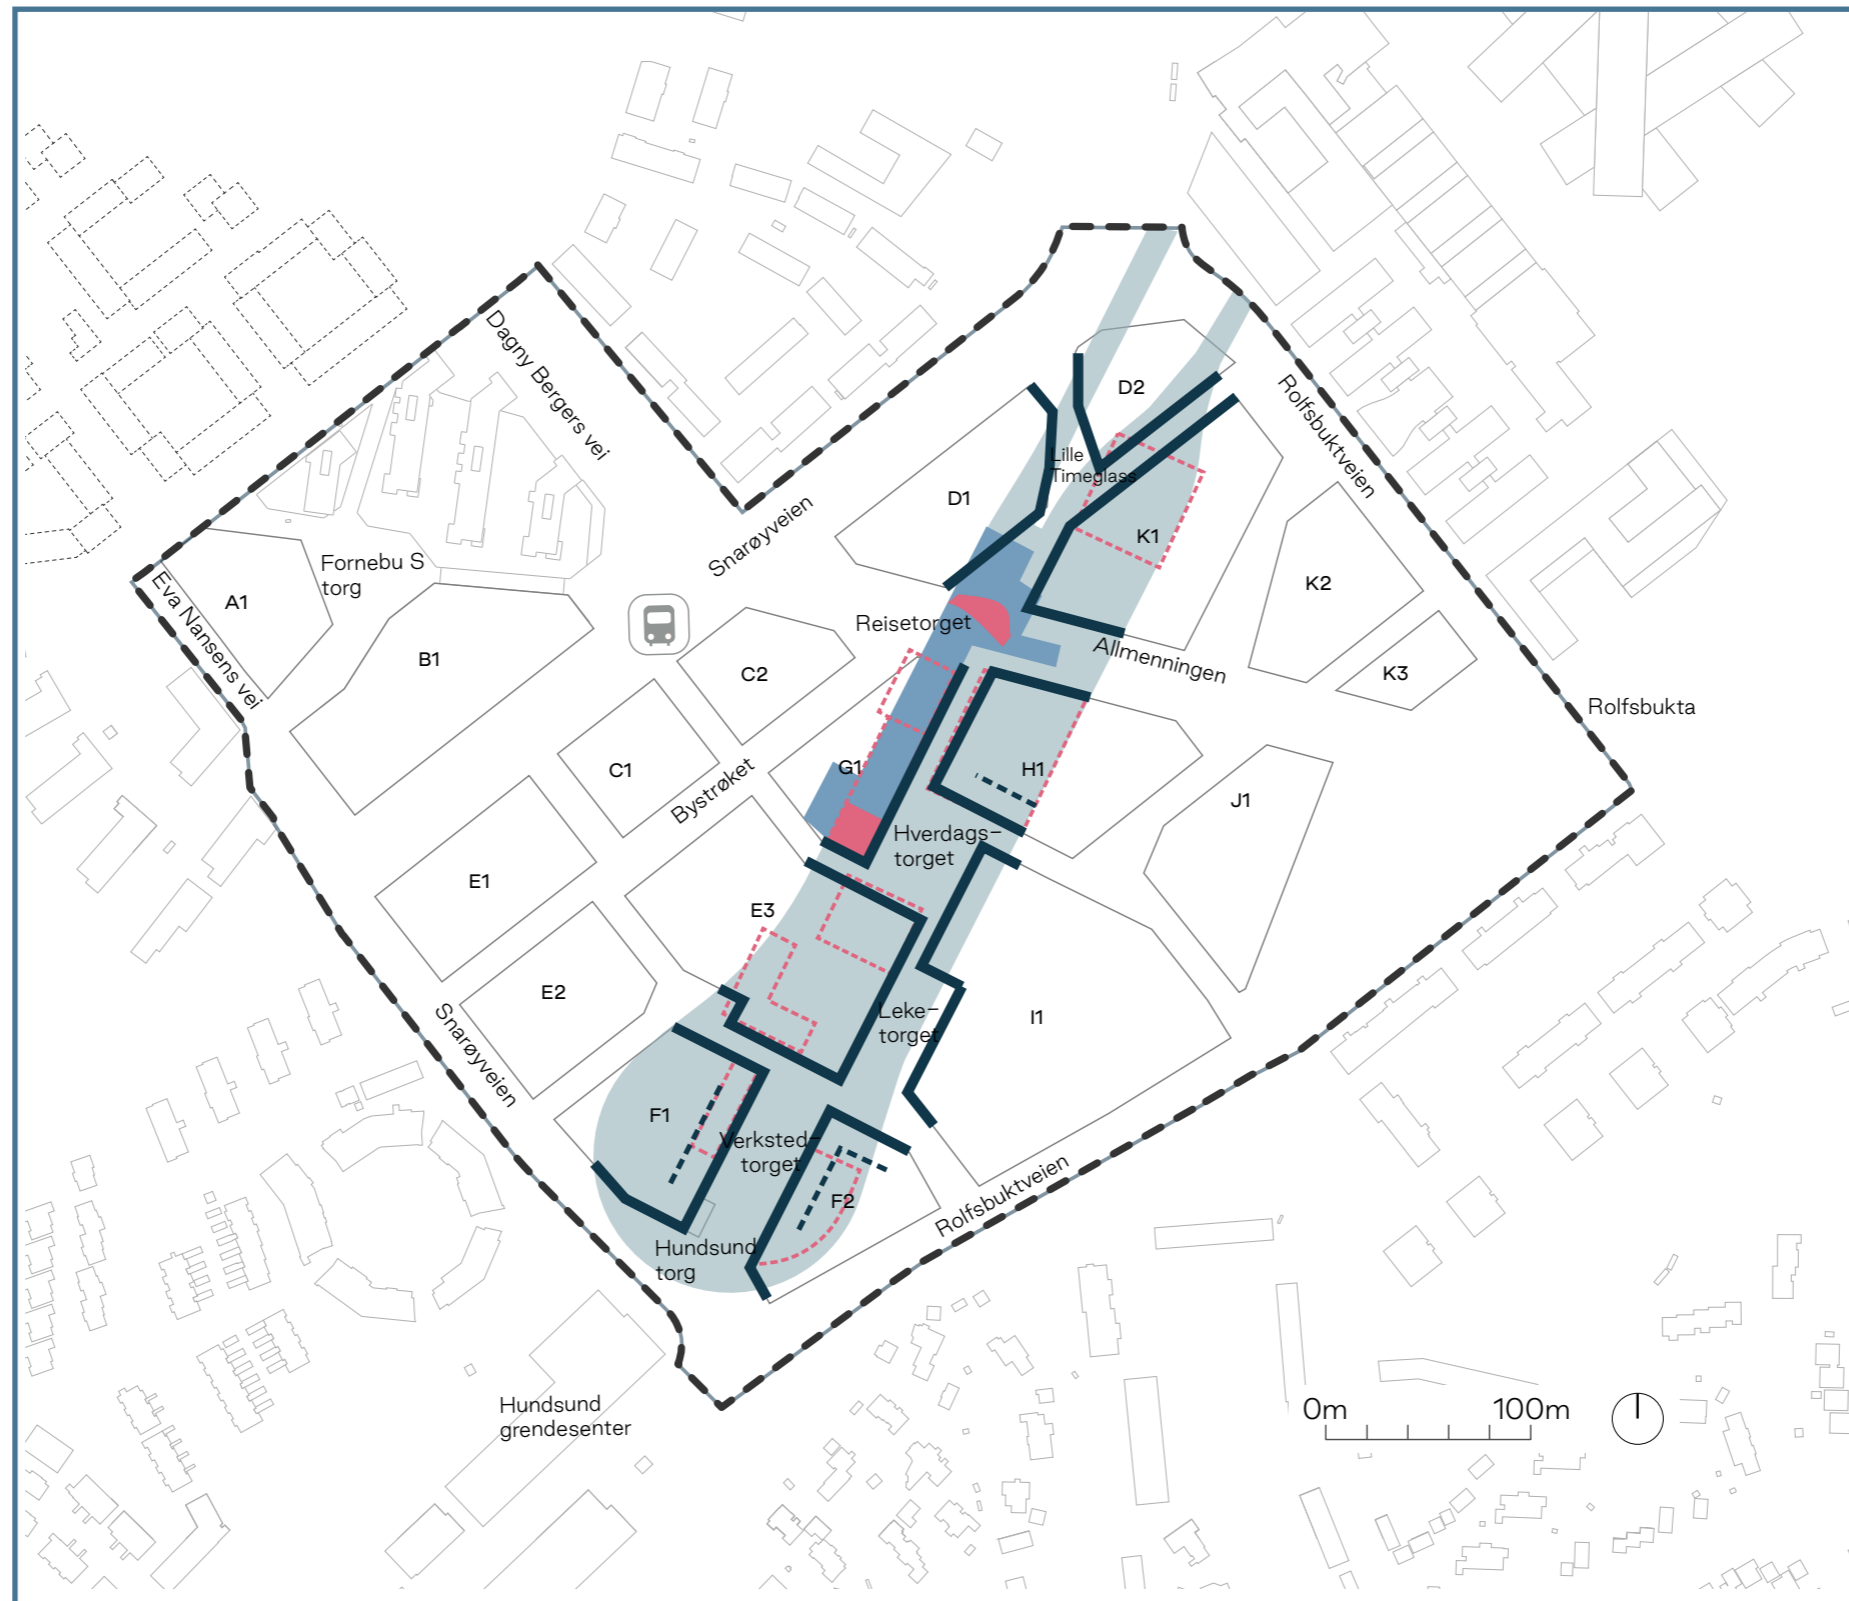 Dagny Bergers vei
D2
Rolfsbuktveien
Lille
Timeglass
D1
Snarøyveien
K1
Fornebu S
torg
K2
Eva Nansens vei
A1
Reisetorget
Allmenningen
B1
C2
K3
Rolfsbukta
C1
G1
H1
Bystrøket
J1
Hverdags–
torget
E1
E3
E2
Leke–
torget
I1
Snarøyveien
F1
Verksted–
torget
F2
Rolfsbuktveien
Hundsund
torg
Hundsund
grendesenter
0m 100m